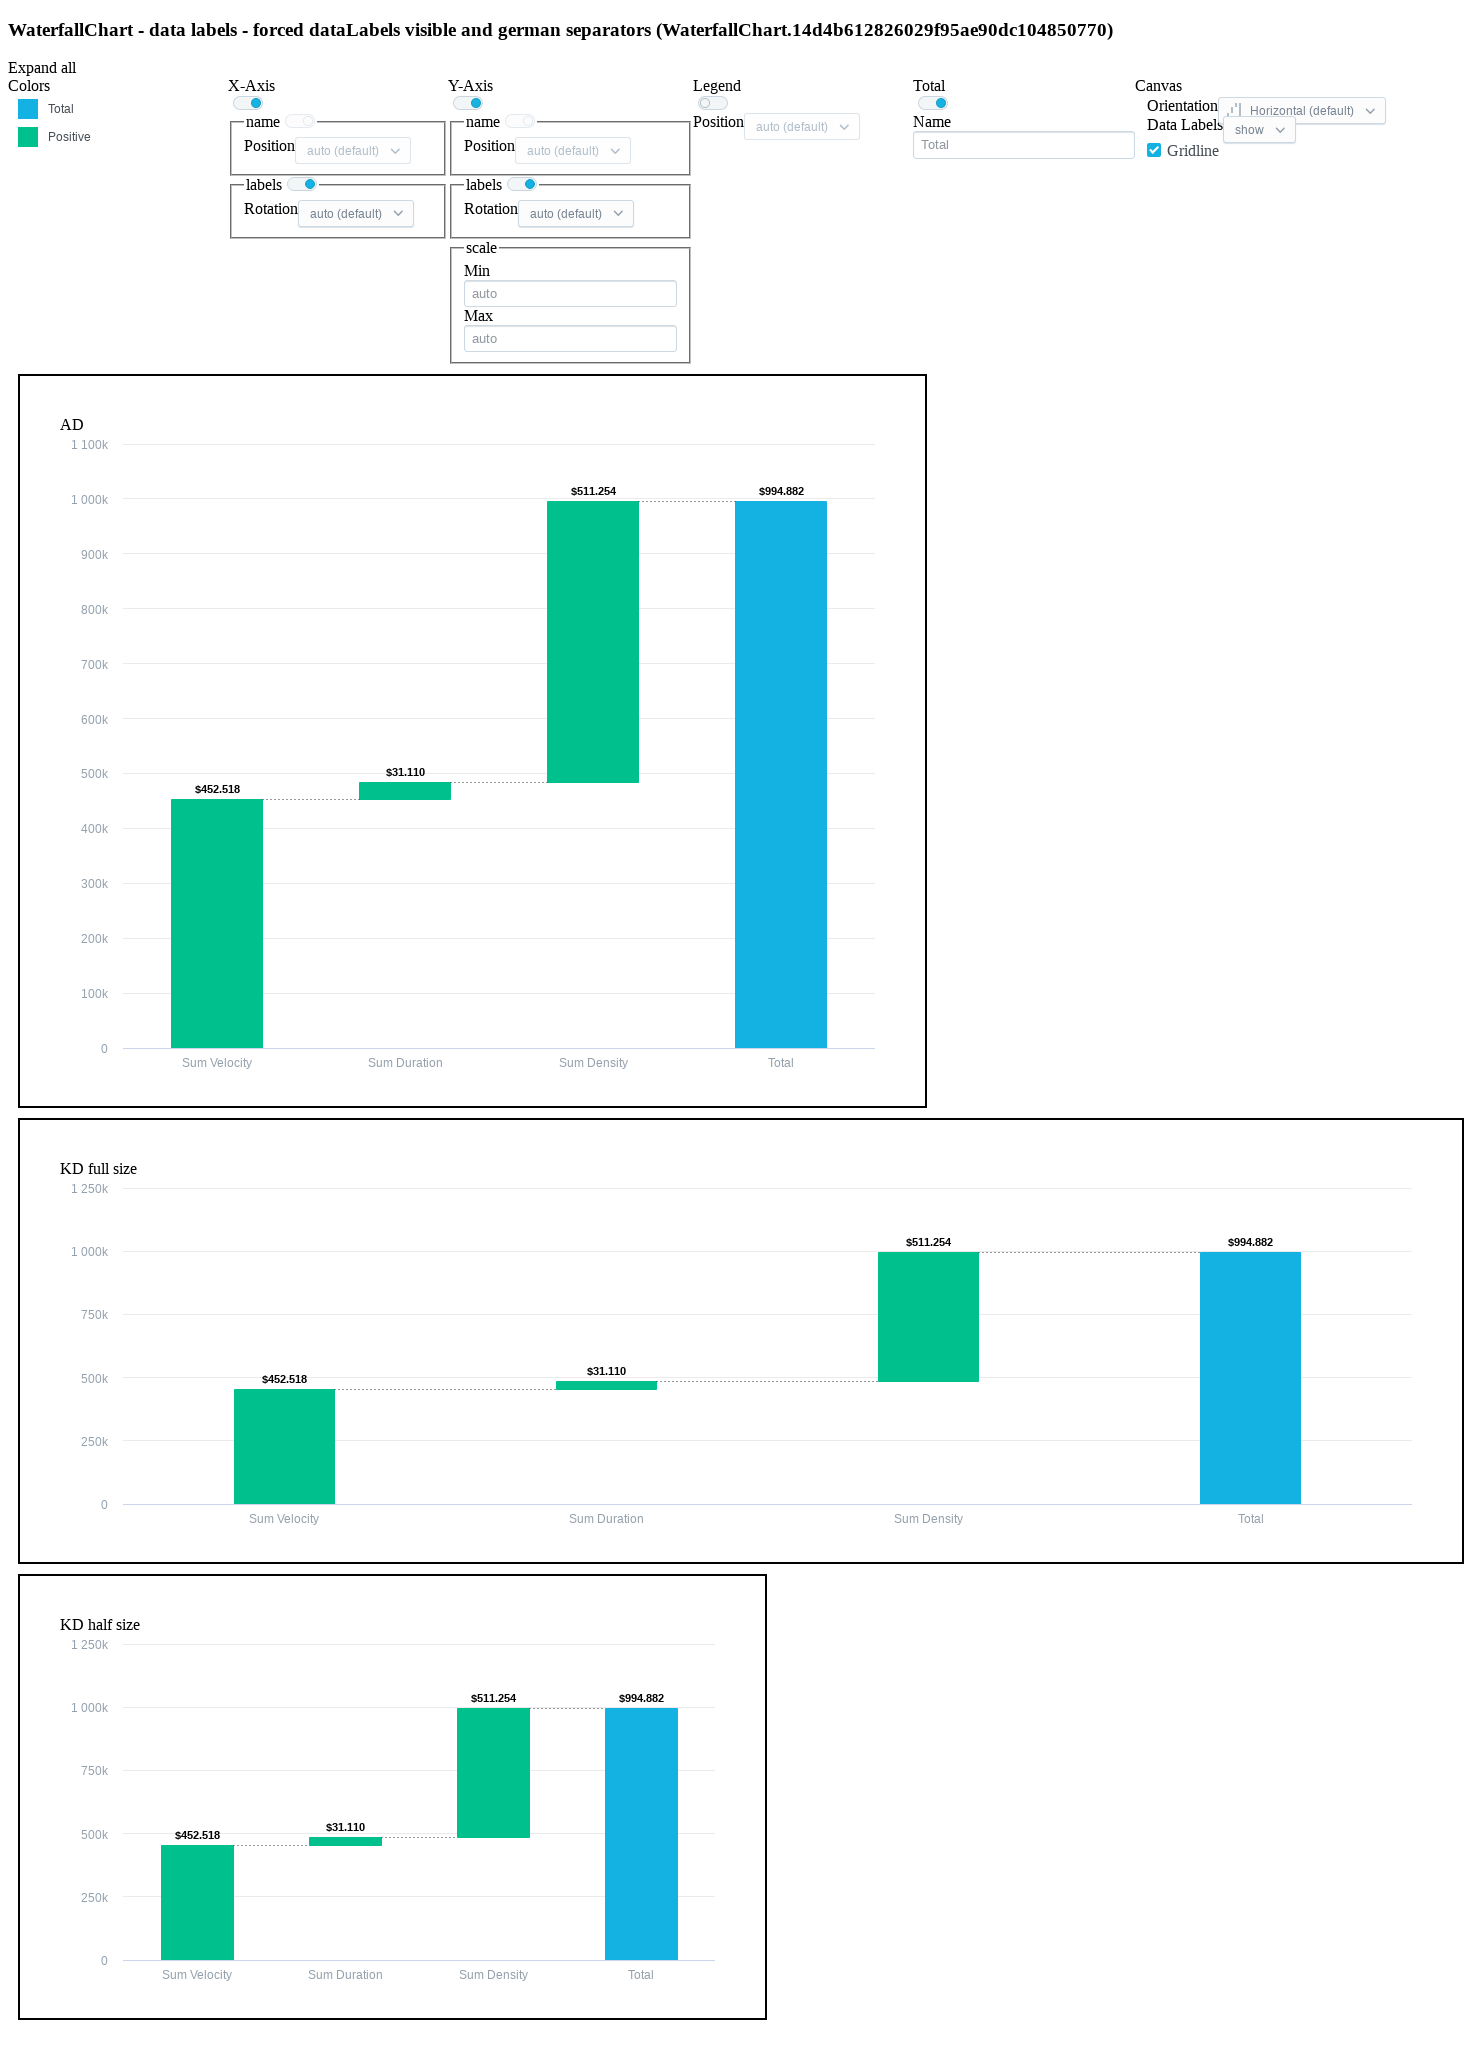 WaterfallChart - data labels - forced dataLabels visible and german separators (WaterfallChart.14d4b612826029f95ae90dc104850770)
Expand all
Colors
Total
Positive
X-Axis
name
Position auto (default)
labels
Rotation auto (default)
Y-Axis
name
Position auto (default)
labels
Rotation auto (default)
scale
Min
auto
Max
auto
Legend
Position auto (default)
Total
Name
Total
Canvas
Orientation Horizontal (default)
Data Labels show
Gridline
AD
1 100k
1 000k
900k
800k
700k
600k
500k
400k
300k
200k
100k
0
$452.518
$31.110
$511.254
$994.882
Sum Velocity
Sum Duration
Sum Density
Total
KD full size
1 250k
1 000k
750k
500k
250k
0
$452.518
$31.110
$511.254
$994.882
Sum Velocity
Sum Duration
Sum Density
Total
KD half size
1 250k
1 000k
750k
500k
250k
0
$452.518
$31.110
$511.254
$994.882
Sum Velocity
Sum Duration
Sum Density
Total